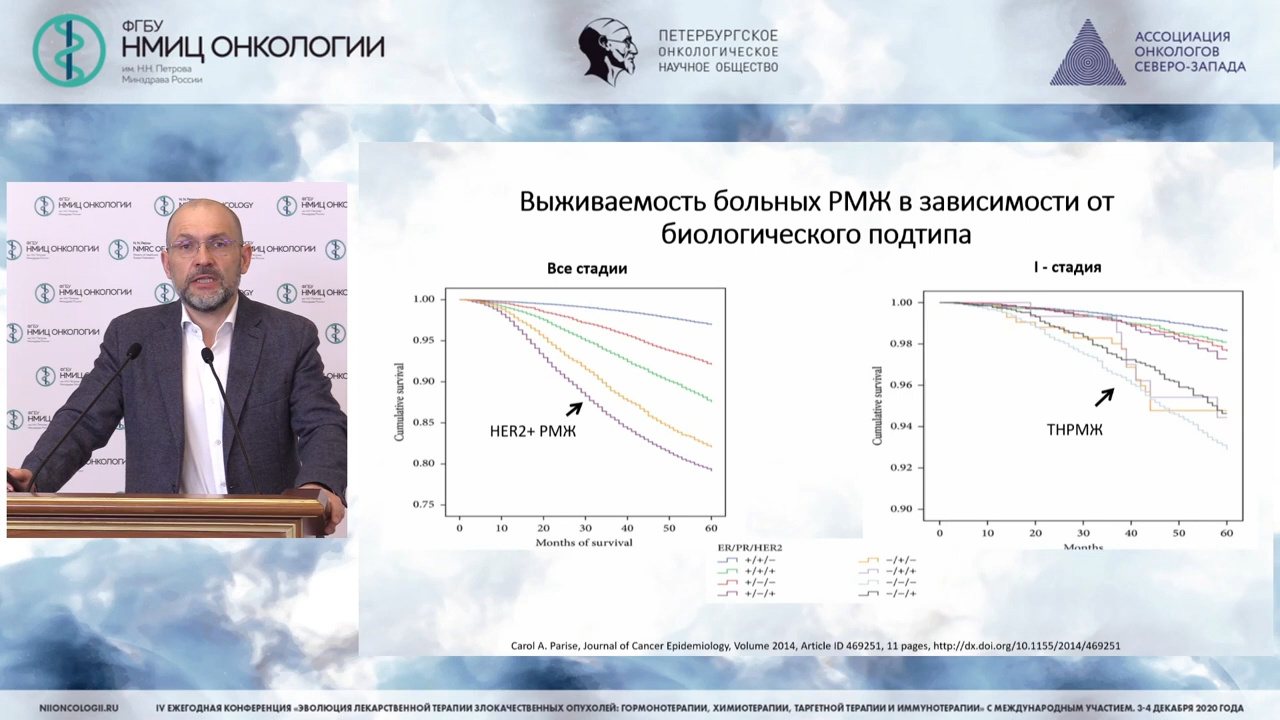 ФГБУ
НМИЦ ОНКОЛОГИИ
им. Н.Н. Петрова
Минздрава России
ПЕТЕРБУРГСКОЕ
ОНКОЛОГИЧЕСКОЕ
НАУЧНОЕ ОБЩЕСТВО
АССОЦИАЦИЯ
ОНКОЛОГОВ
СЕВЕРО-ЗАПАДА
Выживаемость больных РМЖ в зависимости от
биологического подтипа
Все стадии
I - стадия
1.00
0.95
0.90
0.85
0.80
0.75
Cumulative survival
HER2+ РМЖ
0 10 20 30 40 50 60
Months of survival
1.00
0.98
0.96
0.94
0.92
0.90
Cumulative survival
ТНРМЖ
0 10 20 30 40 50 60
Months
ER/PR/HER2
+/+/− −/+/−
+/+/+ −/+/+
+/−/− −/−/−
+/−/+ −/−/+
Carol A. Parise, Journal of Cancer Epidemiology, Volume 2014, Article ID 469251, 11 pages, http://dx.doi.org/10.1155/2014/469251
NIIONCOLOGII.RU
IV ЕЖЕГОДНАЯ КОНФЕРЕНЦИЯ «ЭВОЛЮЦИЯ ЛЕКАРСТВЕННОЙ ТЕРАПИИ ЗЛОКАЧЕСТВЕННЫХ ОПУХОЛЕЙ: ГОРМОНОТЕРАПИИ, ХИМИОТЕРАПИИ, ТАРГЕТНОЙ ТЕРАПИИ И ИММУНОТЕРАПИИ» С МЕЖДУНАРОДНЫМ УЧАСТИЕМ. 3-4 ДЕКАБРЯ 2020 ГОДА